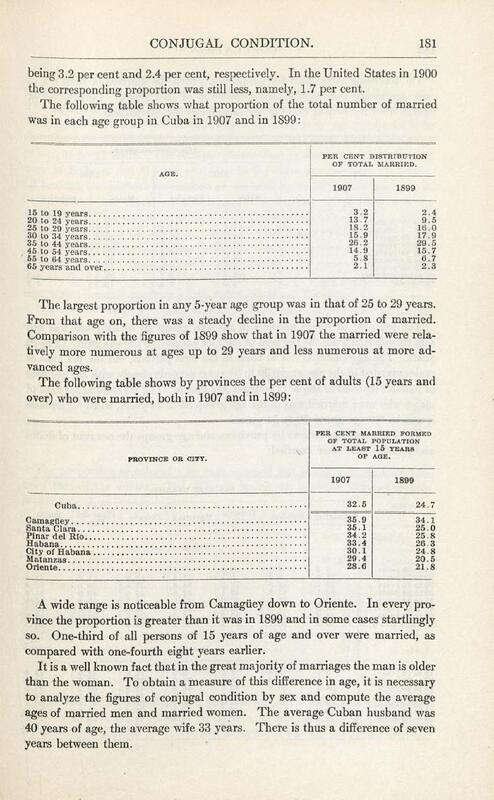 CONJUGAL CONDITION. 181
being 3.2 per cent and 2.4 per cent, respectively. In the United States in 1900
the corresponding proportion was still less, namely, 1.7 per cent.
The following table shows what proportion of the total number of married
was in each age group in Cuba in 1907 and in 1899:
AGE.
PER CENT DISTRIBUTION
OF TOTAL MARRIED.
1907 1899
15 to 19 years 3.2 2.4
20 to 24 years 13.7 9.5
25 to 29 years 18.2 16.0
30 to 34 years 15.9 17.9
35 to 44 years 26.2 29.5
45 to 54 years 14.9 15.7
55 to 64 years 5.8 6.7
65 years and over 2.1 2.3
The largest proportion in any 5-year age group was in that of 25 to 29 years.
From that age on, there was a steady decline in the proportion of married.
Comparison with the figures of 1899 show that in 1907 the married were rela-
tively more numerous at ages up to 29 years and less numerous at more ad-
vanced ages.
The following table shows by provinces the per cent of adults (15 years and
over) who were married, both in 1907 and in 1899:
PROVINCE OR CITY.
PER CENT MARRIED FORMED
OF TOTAL POPULATION
AT LEAST 15 YEARS
OF AGE.
1907 1899
Cuba 32.5 24.7
Camagüey 35.9 34.1
Santa Clara 35.1 25.0
Pinar del Río 34.2 25.8
Habana 33.4 26.3
City of Habana 30.1 24.8
Matanzas 29.4 20.5
Oriente 28.6 21.8
A wide range is noticeable from Camagüey down to Oriente. In every pro-
vince the proportion is greater than it was in 1899 and in some cases startlingly
so. One-third of all persons of 15 years of age and over were married, as
compared with one-fourth eight years earlier.
It is a well known fact that in the great majority of marriages the man is older
than the woman. To obtain a measure of this difference in age, it is necessary
to analyze the figures of conjugal condition by sex and compute the average
ages of married men and married women. The average Cuban husband was
40 years of age, the average wife 33 years. There is thus a difference of seven
years between them.